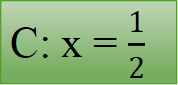 C: x = 1/2